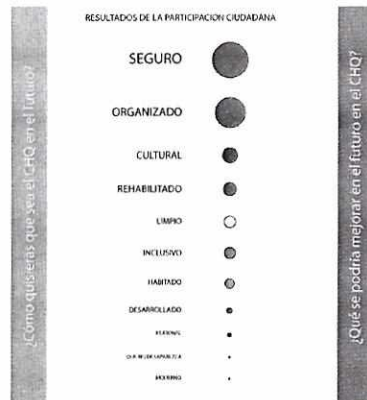 RESULTADOS DE LA PARTICIPACIÓN CIUDADANA
¿Cómo quisieras que sea el CHQ en el futuro?
SEGURO
ORGANIZADO
CULTURAL
REHABILITADO
LIMPIO
INCLUSIVO
HABITADO
DESARROLLADO
MODERNO
¿Qué se podría mejorar en el futuro en el CHQ?